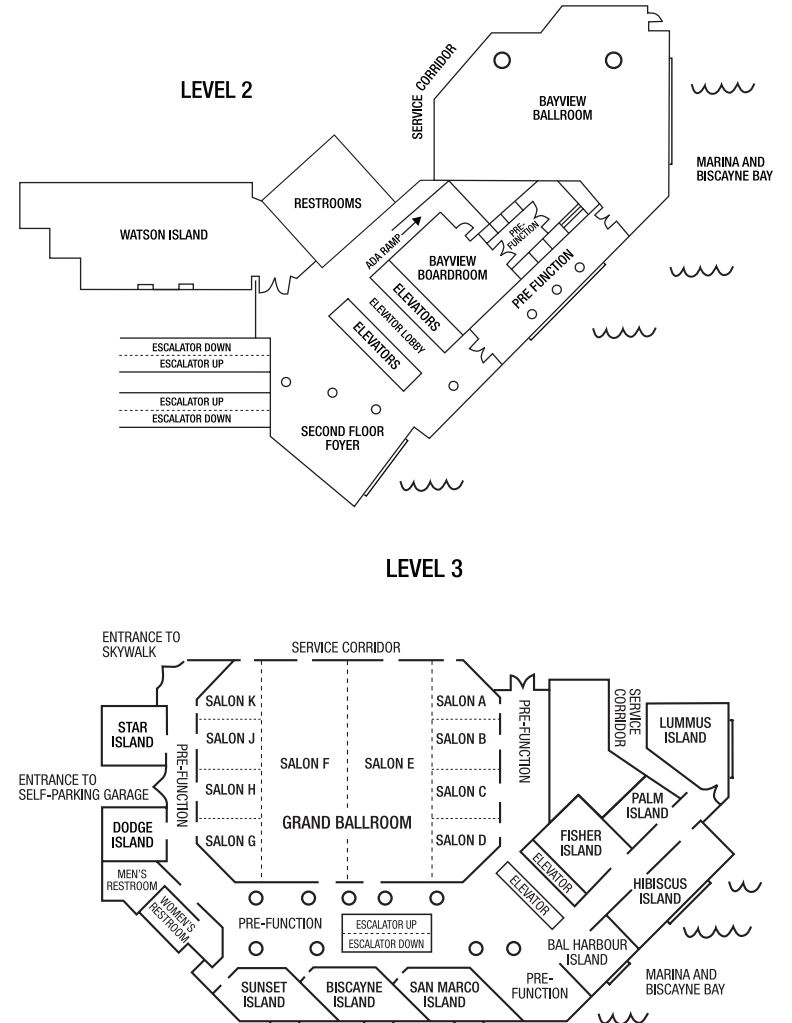 LEVEL 2
SERVICE CORRIDOR
BAYVIEW
BALLROOM
MARINA AND
BISCAYNE BAY
RESTROOMS
WATSON ISLAND
ADA RAMP
PRE-
FUNCTION
BAYVIEW
BOARDROOM
PRE FUNCTION
ELEVATORS
ELEVATOR LOBBY
ELEVATORS
ESCALATOR DOWN
ESCALATOR UP
ESCALATOR UP
ESCALATOR DOWN
SECOND FLOOR
FOYER
LEVEL 3
ENTRANCE TO
SKYWALK
SERVICE CORRIDOR
STAR
ISLAND
PRE-FUNCTION
ENTRANCE TO
SELF-PARKING GARAGE
DODGE
ISLAND
MEN'S
RESTROOM
WOMEN'S
RESTROOM
SALON K
SALON J
SALON H
SALON G
SALON F
SALON E
GRAND BALLROOM
SALON A
SALON B
SALON C
SALON D
PRE-FUNCTION
SERVICE
CORRIDOR
LUMMUS
ISLAND
PALM
ISLAND
FISHER
ISLAND
ELEVATOR
ELEVATOR
HIBISCUS
ISLAND
BAL HARBOUR
ISLAND
PRE-FUNCTION
ESCALATOR UP
ESCALATOR DOWN
SUNSET
ISLAND
BISCAYNE
ISLAND
SAN MARCO
ISLAND
PRE-
FUNCTION
MARINA AND
BISCAYNE BAY